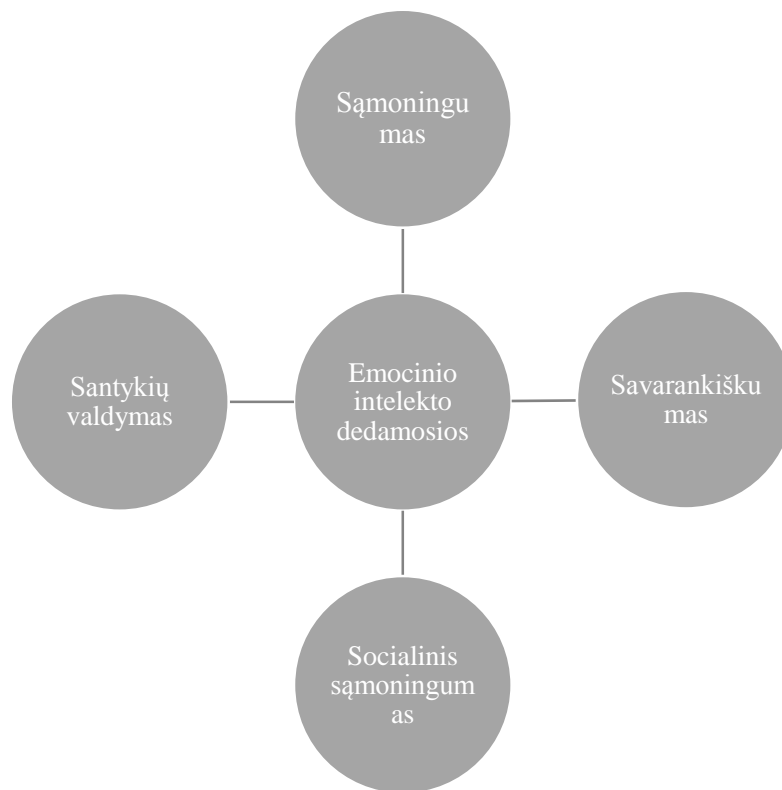 Sąmoningu
mas
Santykių
valdymas
Emocinio
intelekto
dedamosios
Savarankišku
mas
Socialinis
sąmoningum
as